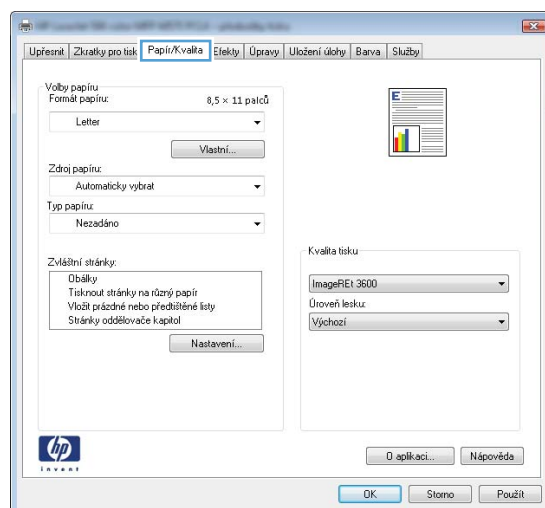 Upřesnit Zkratky pro tisk Papír/Kvalita Efekty Úpravy Uložení úlohy Barva Služby
Volby papíru
Formát papíru: 8,5 × 11 palců
Letter
Vlastní...
Zdroj papíru:
Automaticky vybrat
Typ papíru:
Nezadáno
Zvláštní stránky:
Obálky
Tisknout stránky na různý papír
Vložit prázdné nebo předtištěné listy
Stránky oddělovače kapitol
Nastavení...
E
Kvalita tisku
ImageREt 3600
Úroveň lesku:
Výchozí
hp
invent
O aplikaci... Nápověda
OK Storno Použít